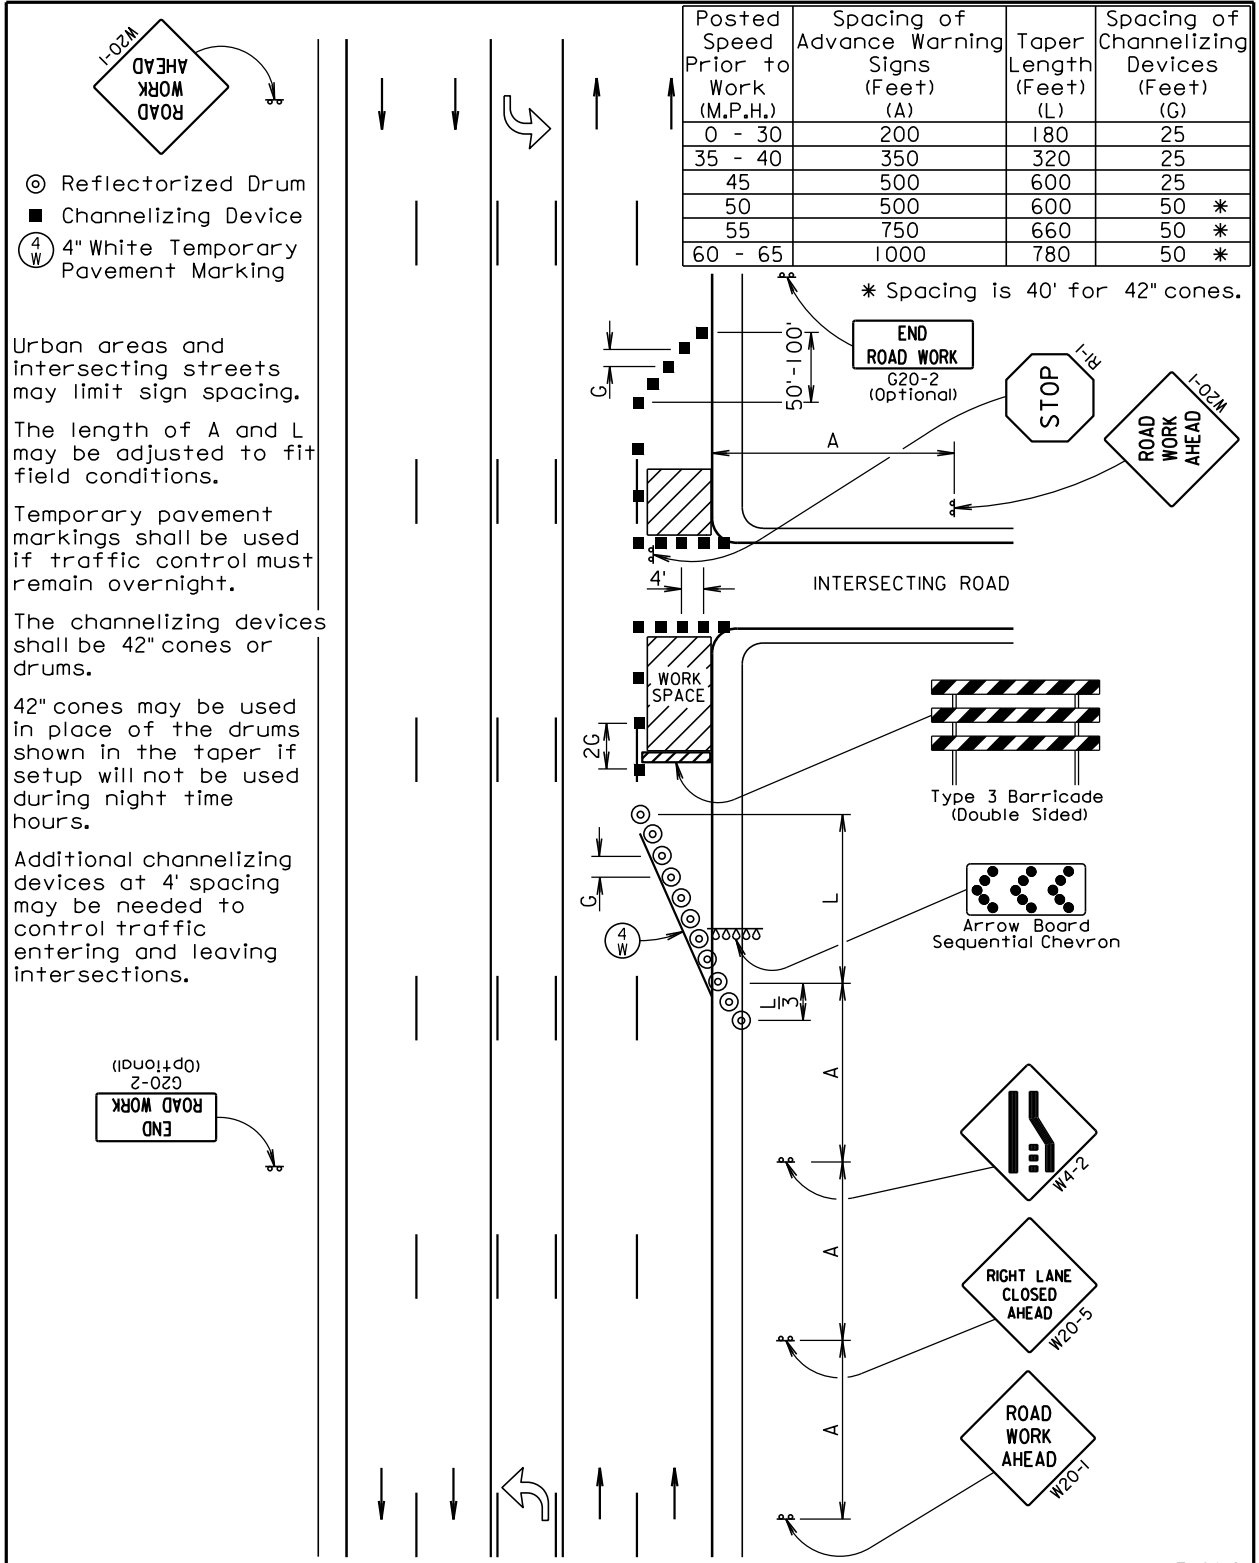 Posted Speed Prior to Work (M.P.H.) | Spacing of Advance Warning Signs (Feet) (A) | Taper Length (Feet) (L) | Spacing of Channelizing Devices (Feet) (G)
0 - 30 | 200 | 180 | 25
35 - 40 | 350 | 320 | 25
45 | 500 | 600 | 25
50 | 500 | 600 | 50 *
55 | 750 | 660 | 50 *
60 - 65 | 1000 | 780 | 50 *
* Spacing is 40' for 42" cones.
W20-1
ROAD
WORK
AHEAD
Reflectorized Drum
Channelizing Device
4
W
4" White Temporary
Pavement Marking
Urban areas and
intersecting streets
may limit sign spacing.
The length of A and L
may be adjusted to fit
field conditions.
Temporary pavement
markings shall be used
if traffic control must
remain overnight.
The channelizing devices
shall be 42" cones or
drums.
42" cones may be used
in place of the drums
shown in the taper if
setup will not be used
during night time
hours.
Additional channelizing
devices at 4' spacing
may be needed to
control traffic
entering and leaving
intersections.
END
ROAD WORK
G20-2
(Optional)
G
50'-100'
END
ROAD WORK
G20-2
(Optional)
STOP
R1-1
ROAD
WORK
AHEAD
W20-1
A
4'
INTERSECTING ROAD
WORK
SPACE
2G
Type 3 Barricade
(Double Sided)
G
4
W
L
Arrow Board
Sequential Chevron
L
3
A
W4-2
A
RIGHT LANE
CLOSED
AHEAD
W20-5
A
ROAD
WORK
AHEAD
W20-1